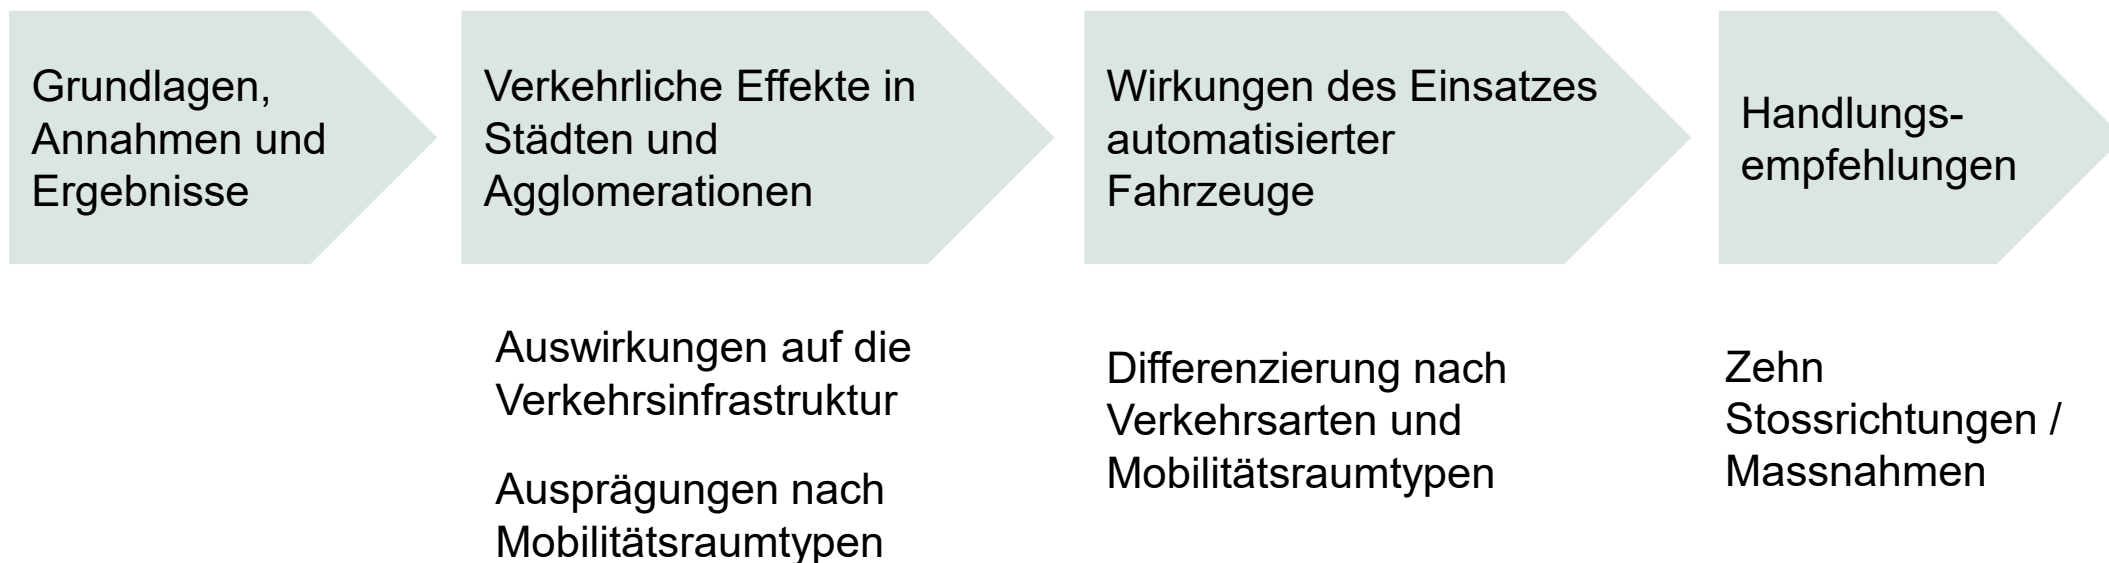 Grundlagen,
Annahmen und
Ergebnisse
Verkehrliche Effekte in
Städten und
Agglomerationen
Wirkungen des Einsatzes
automatisierter
Fahrzeuge
Handlungs-
empfehlungen
Auswirkungen auf die
Verkehrsinfrastruktur
Ausprägungen nach
Mobilitätsraumtypen
Differenzierung nach
Verkehrsarten und
Mobilitätsraumtypen
Zehn
Stossrichtungen /
Massnahmen